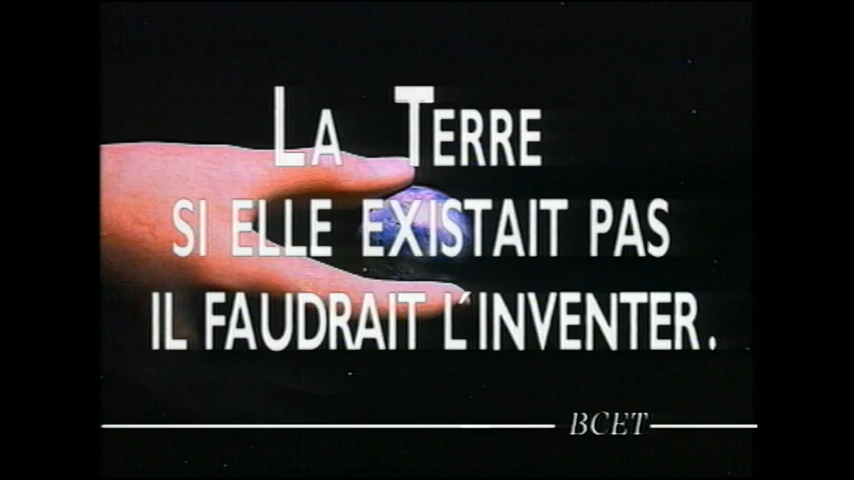 LA TERRE
SI ELLE EXISTAIT PAS
IL FAUDRAIT L'INVENTER.
BCET